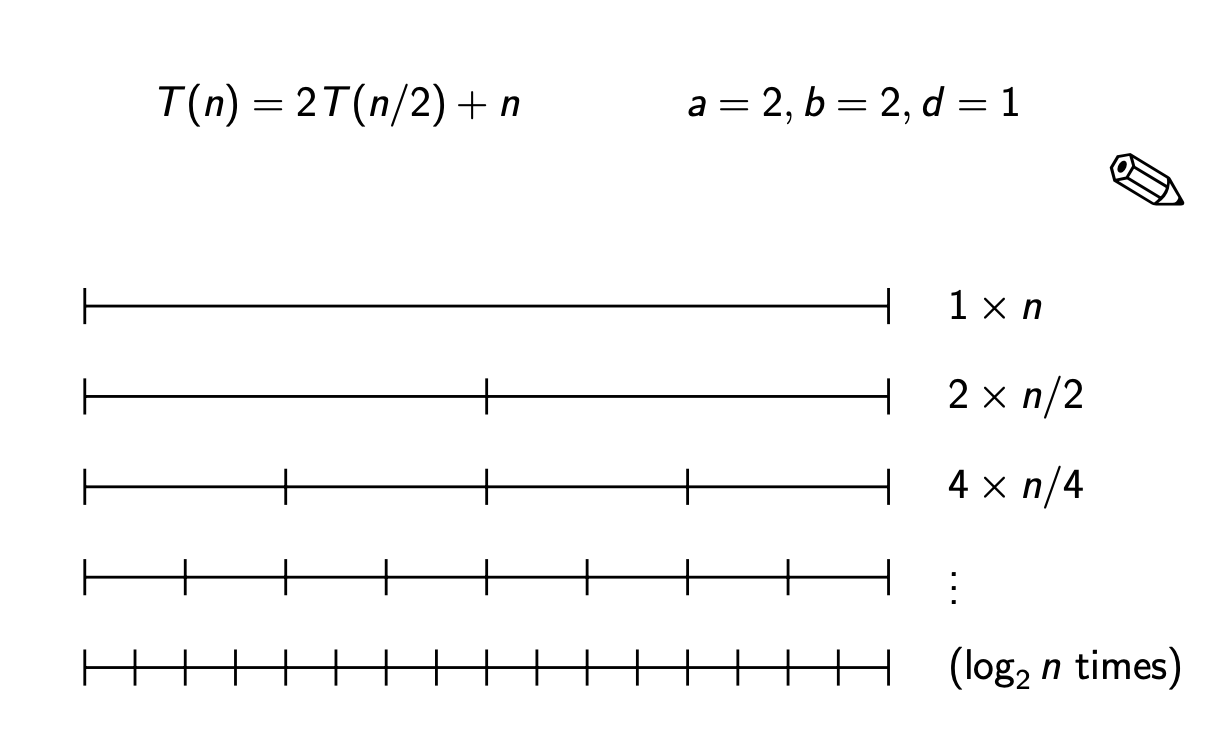 T(n) = 2T(n/2) + n a = 2, b = 2, d = 1
1 × n
2 × n/2
4 × n/4
⋮
(log₂ n times)